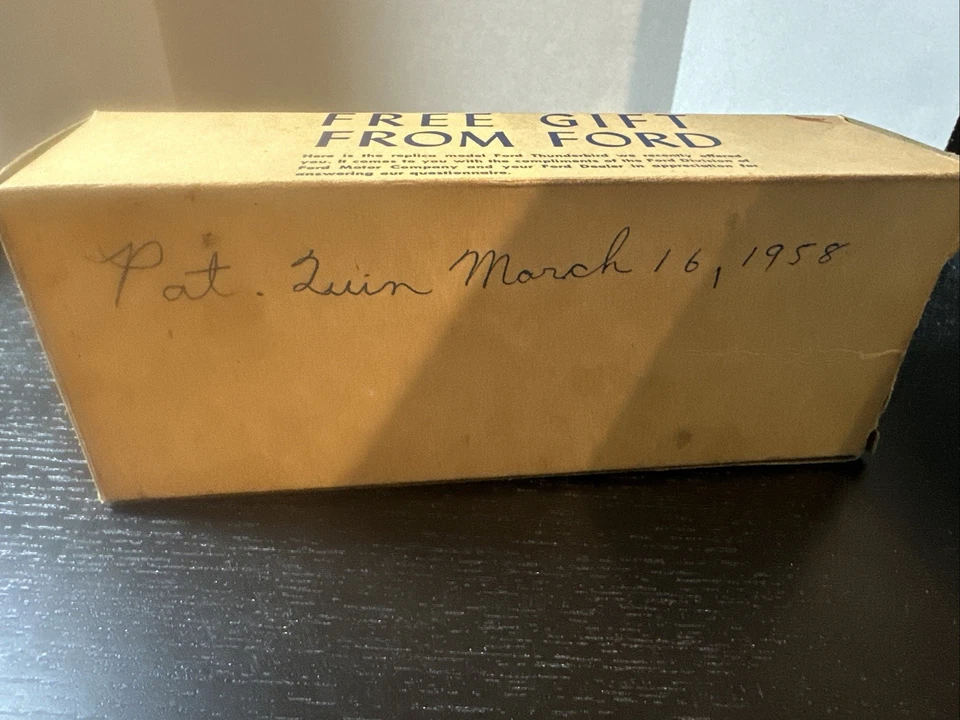 FREE GIFT
FROM FORD
Here is the replica model Ford Thunderbird we recently offered
you. It comes to you with the compliments of the Ford Division of
Ford Motor Company and your Ford Dealer in appreciation for
answering our questionnaire.
Pat. Quin March 16, 1958